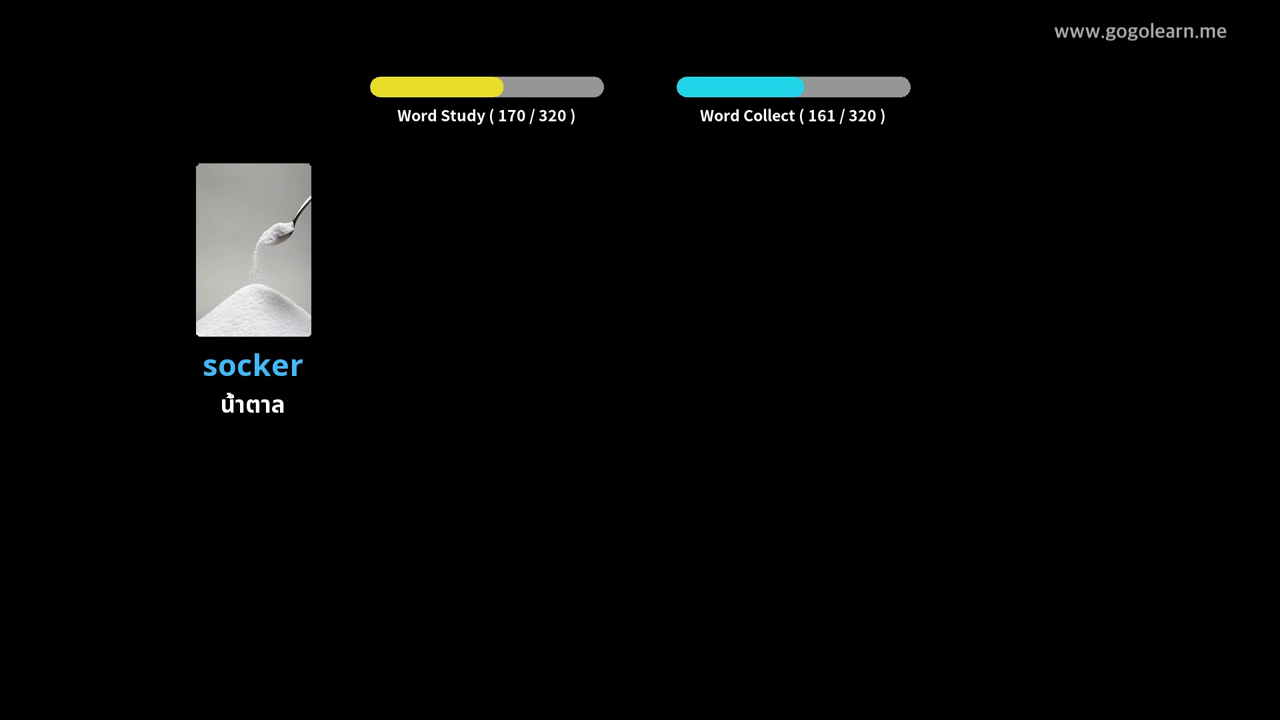 www.gogolearn.me
Word Study ( 170 / 320 )
Word Collect ( 161 / 320 )
socker
น้ำตาล